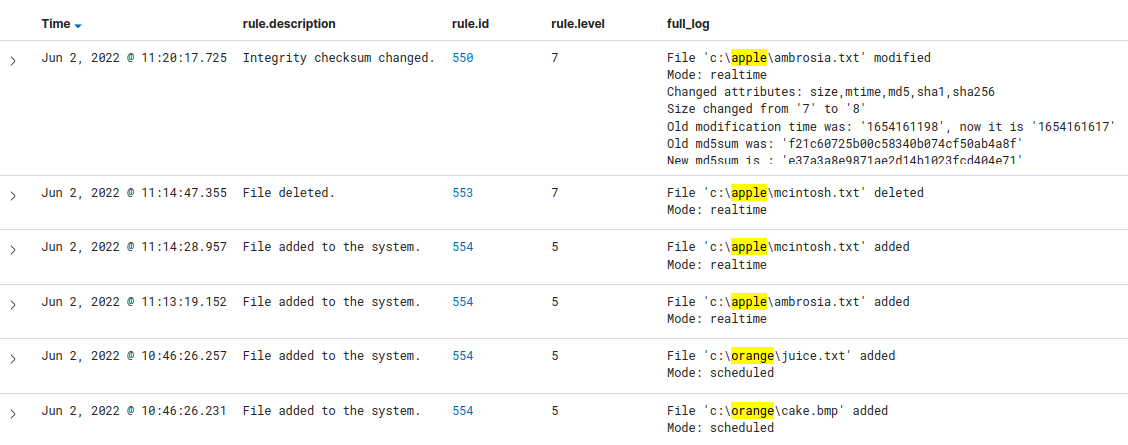 Time rule.description rule.id rule.level full_log
Jun 2, 2022 @ 11:20:17.725 Integrity checksum changed. 550 7 File 'c:\apple\ambrosia.txt' modified
Mode: realtime
Changed attributes: size,mtime,md5,sha1,sha256
Size changed from '7' to '8'
Old modification time was: '1654161198', now it is '1654161617'
Old md5sum was: 'f21c60725b00c58340b074cf50ab4a8f'
New md5sum is : 'e37a3a8e9871ae2d14b1023fcd404e71'
Jun 2, 2022 @ 11:14:47.355 File deleted. 553 7 File 'c:\apple\mcintosh.txt' deleted
Mode: realtime
Jun 2, 2022 @ 11:14:28.957 File added to the system. 554 5 File 'c:\apple\mcintosh.txt' added
Mode: realtime
Jun 2, 2022 @ 11:13:19.152 File added to the system. 554 5 File 'c:\apple\ambrosia.txt' added
Mode: realtime
Jun 2, 2022 @ 10:46:26.257 File added to the system. 554 5 File 'c:\orange\juice.txt' added
Mode: scheduled
Jun 2, 2022 @ 10:46:26.231 File added to the system. 554 5 File 'c:\orange\cake.bmp' added
Mode: scheduled